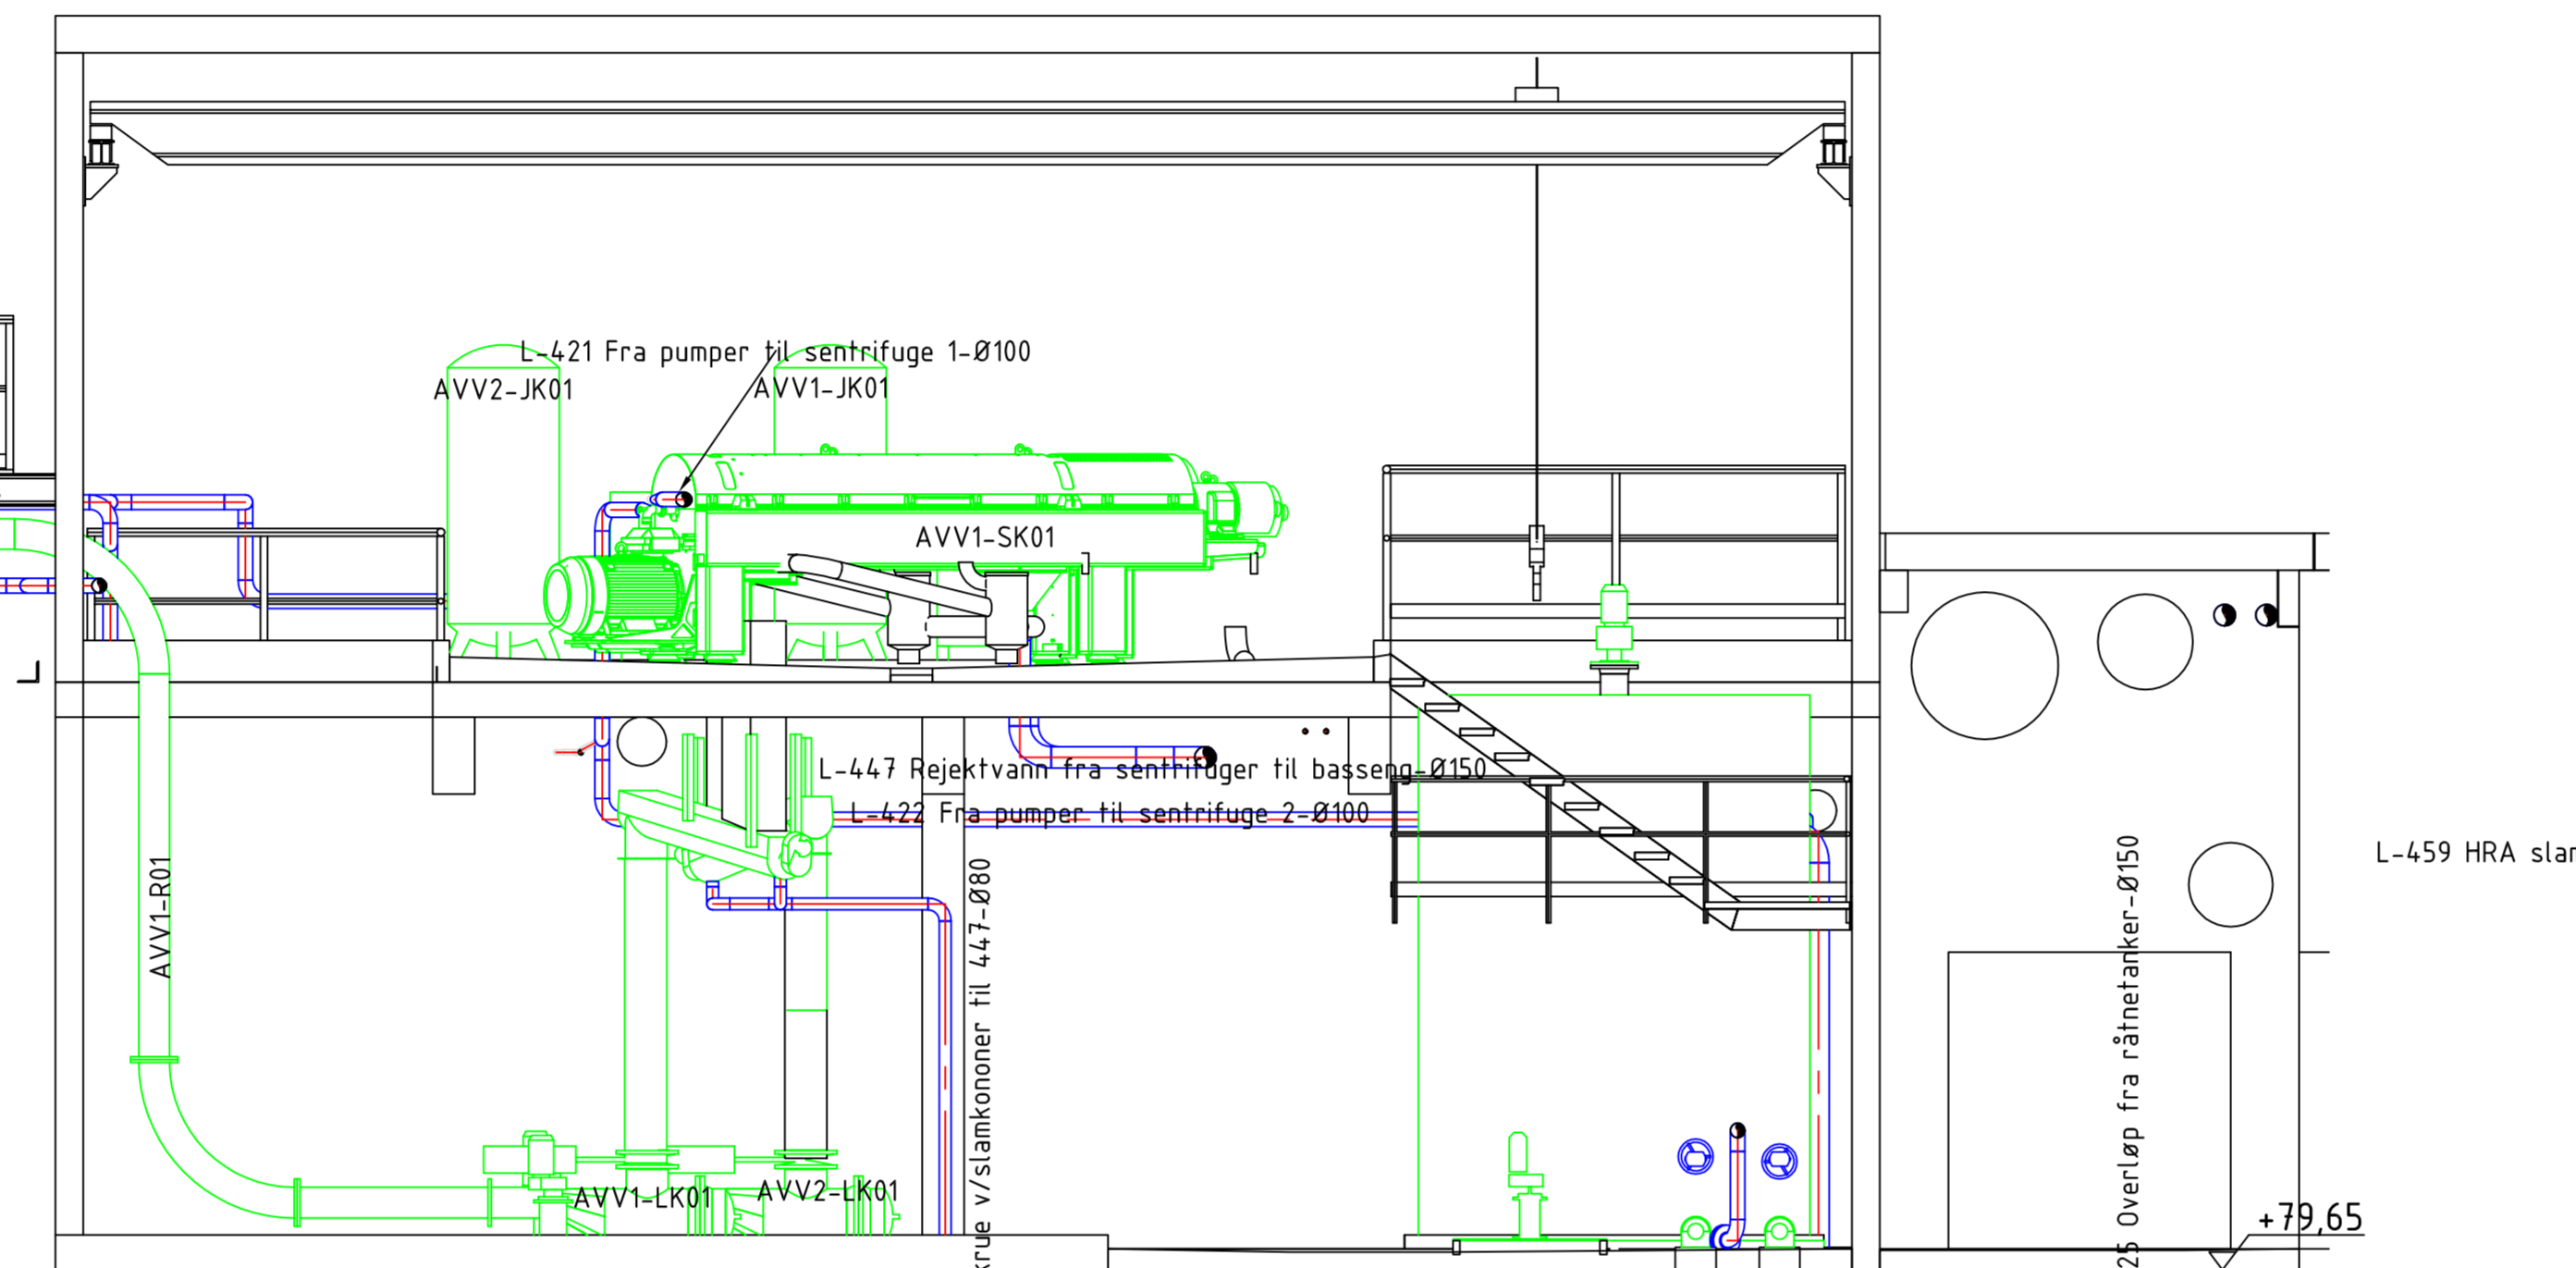 L-421 Fra pumper til sentrifuge 1-Ø100
AVV2-JK01
AVV1-JK01
AVV1-SK01
L-447 Rejektvann fra sentrifuger til basseng-Ø150
L-422 Fra pumper til sentrifuge 2-Ø100
L-459 HRA slam
AVV1-R01
krue v/slamkononer til 447-Ø80
25 Overløp fra råtnetanker-Ø150
AVV1-LK01
AVV2-LK01
+79,65